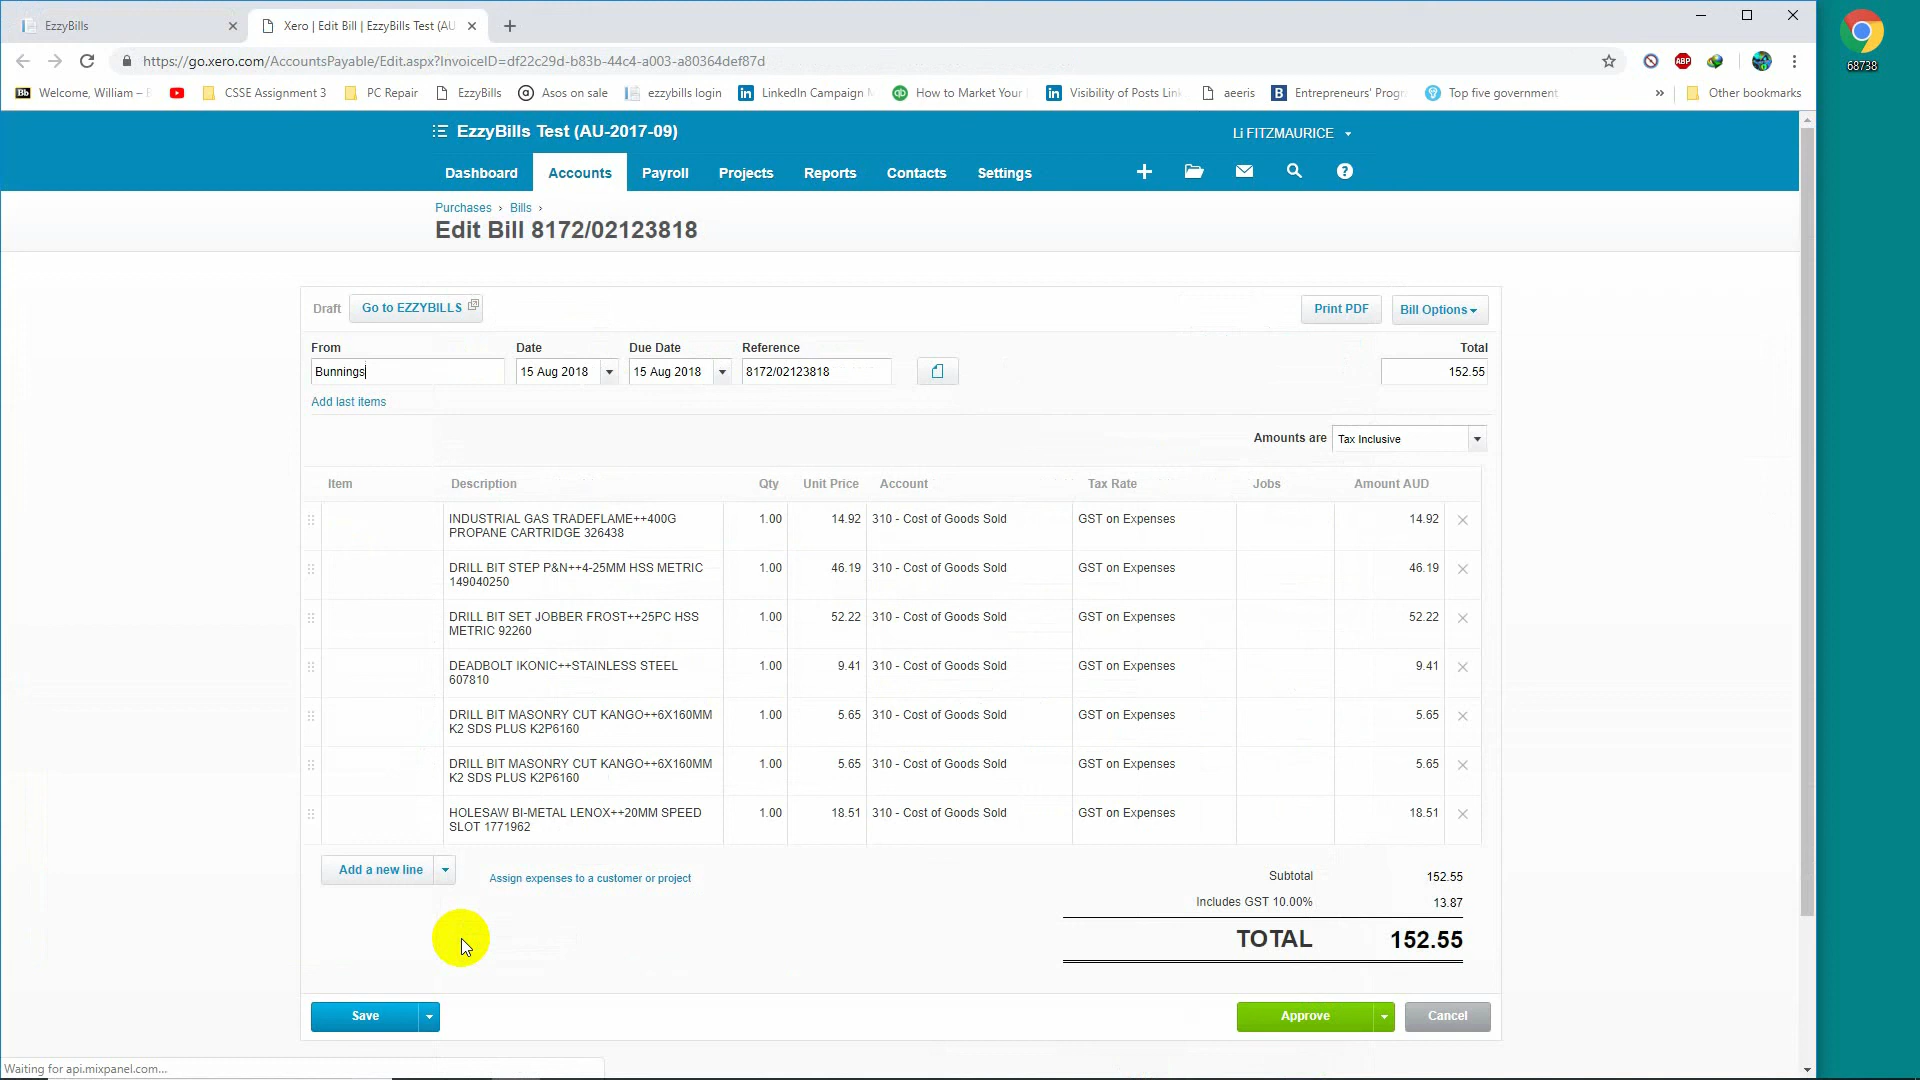 EzzyBills
Xero | Edit Bill | EzzyBills Test (AU
68738
https://go.xero.com/AccountsPayable/Edit.aspx?InvoiceID=df22c29d-b83b-44c4-a003-a80364def87d
ABP
Bb Welcome, William –
CSSE Assignment 3
PC Repair
EzzyBills
Asos on sale
ezzybills login
in LinkedIn Campaign
qb How to Market Your
in Visibility of Posts Link
aeeris
B Entrepreneurs' Progr
Top five government
»
Other bookmarks
EzzyBills Test (AU-2017-09)
Li FITZMAURICE
Dashboard
Accounts
Payroll
Projects
Reports
Contacts
Settings
?
Purchases › Bills ›
Edit Bill 8172/02123818
Draft
Go to EZZYBILLS
Print PDF
Bill Options
From Date Due Date Reference Total
Bunnings 15 Aug 2018 15 Aug 2018 8172/02123818 152.55
Add last items
Amounts are Tax Inclusive
Item Description Qty Unit Price Account Tax Rate Jobs Amount AUD
INDUSTRIAL GAS TRADEFLAME++400G 1.00 14.92 310 - Cost of Goods Sold GST on Expenses 14.92
PROPANE CARTRIDGE 326438
DRILL BIT STEP P&N++4-25MM HSS METRIC 1.00 46.19 310 - Cost of Goods Sold GST on Expenses 46.19
149040250
DRILL BIT SET JOBBER FROST++25PC HSS 1.00 52.22 310 - Cost of Goods Sold GST on Expenses 52.22
METRIC 92260
DEADBOLT IKONIC++STAINLESS STEEL 1.00 9.41 310 - Cost of Goods Sold GST on Expenses 9.41
607810
DRILL BIT MASONRY CUT KANGO++6X160MM 1.00 5.65 310 - Cost of Goods Sold GST on Expenses 5.65
K2 SDS PLUS K2P6160
DRILL BIT MASONRY CUT KANGO++6X160MM 1.00 5.65 310 - Cost of Goods Sold GST on Expenses 5.65
K2 SDS PLUS K2P6160
HOLESAW BI-METAL LENOX++20MM SPEED 1.00 18.51 310 - Cost of Goods Sold GST on Expenses 18.51
SLOT 1771962
Add a new line
Assign expenses to a customer or project
Subtotal 152.55
Includes GST 10.00% 13.87
TOTAL 152.55
Save
Approve
Cancel
Waiting for api.mixpanel.com...